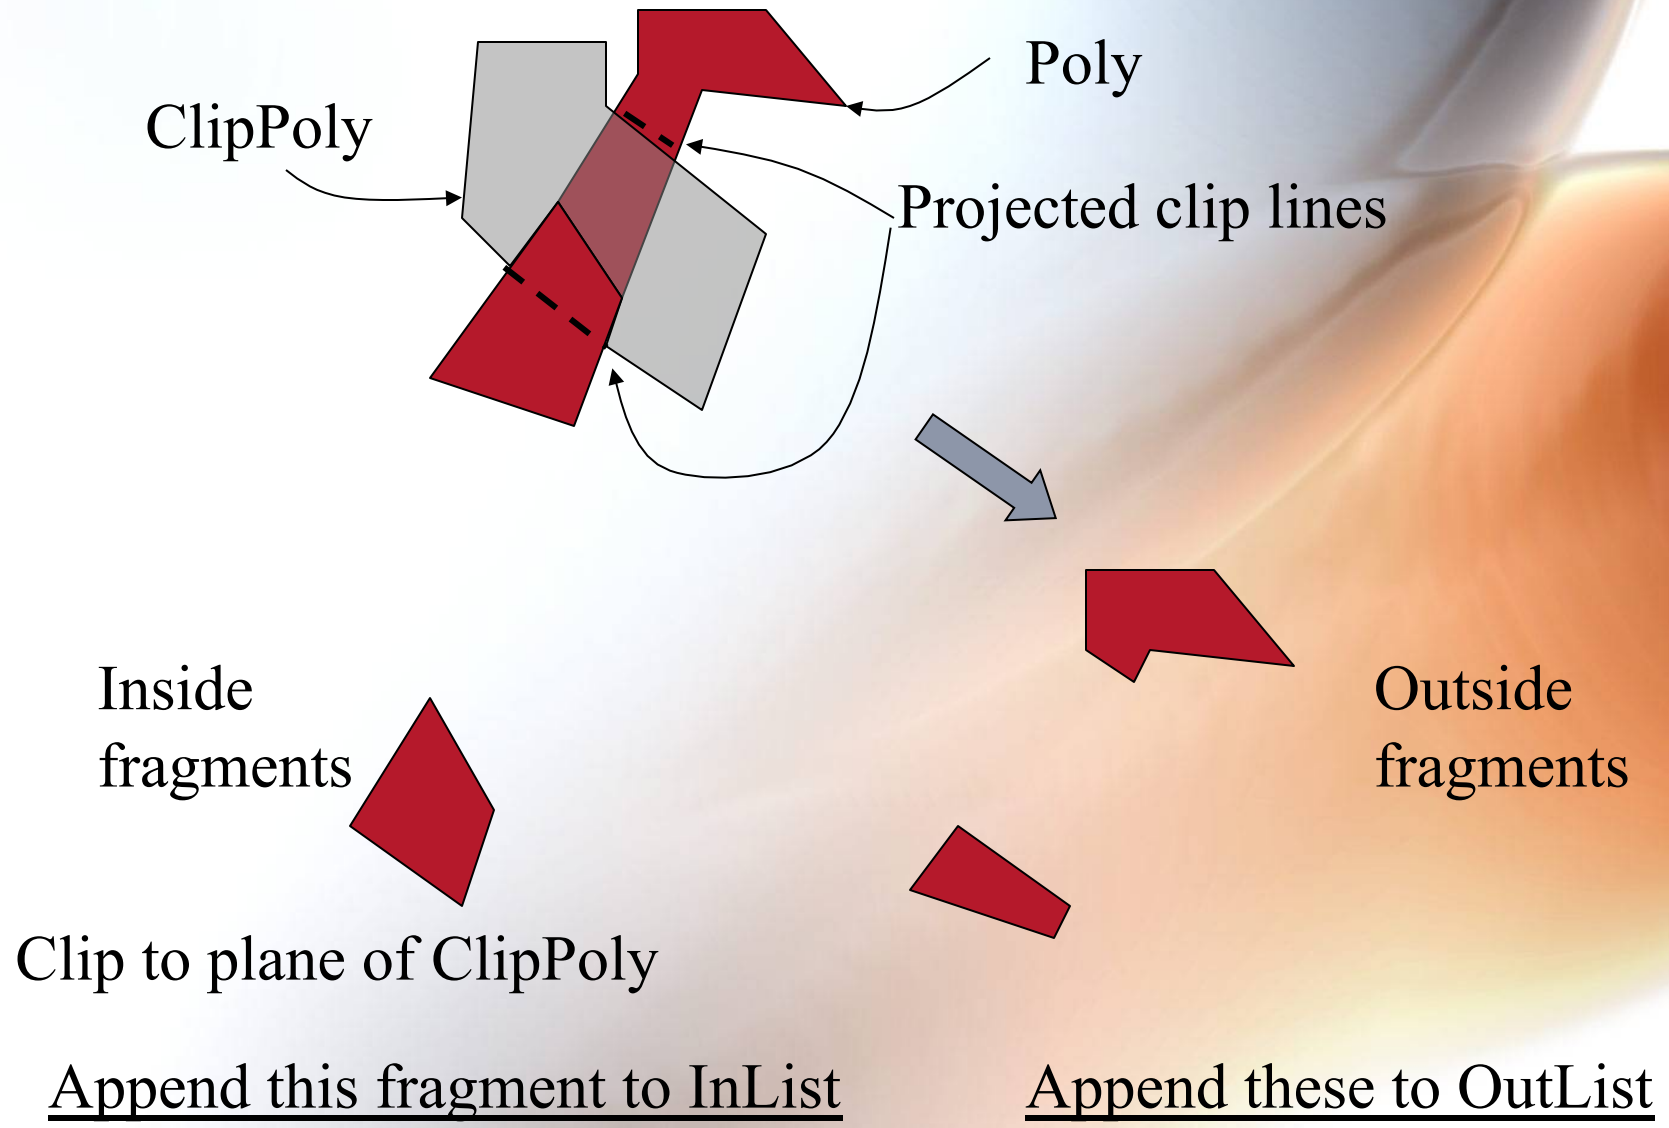 Poly
ClipPoly
Projected clip lines
Inside
fragments
Outside
fragments
Clip to plane of ClipPoly
Append this fragment to InList
Append these to OutList